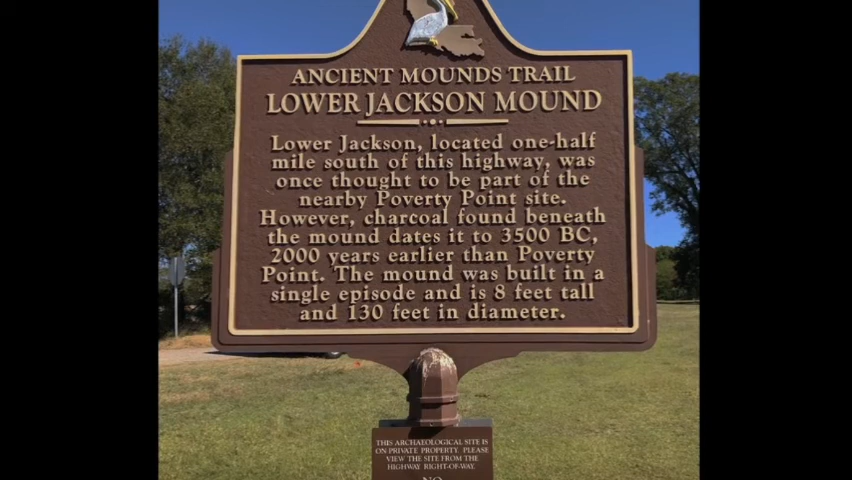 ANCIENT MOUNDS TRAIL
LOWER JACKSON MOUND
Lower Jackson, located one-half
mile south of this highway, was
once thought to be part of the
nearby Poverty Point site.
However, charcoal found beneath
the mound dates it to 3500 BC,
2000 years earlier than Poverty
Point. The mound was built in a
single episode and is 8 feet tall
and 130 feet in diameter.
THIS ARCHAEOLOGICAL SITE IS
ON PRIVATE PROPERTY. PLEASE
VIEW THE SITE FROM THE
HIGHWAY RIGHT-OF-WAY.
NO